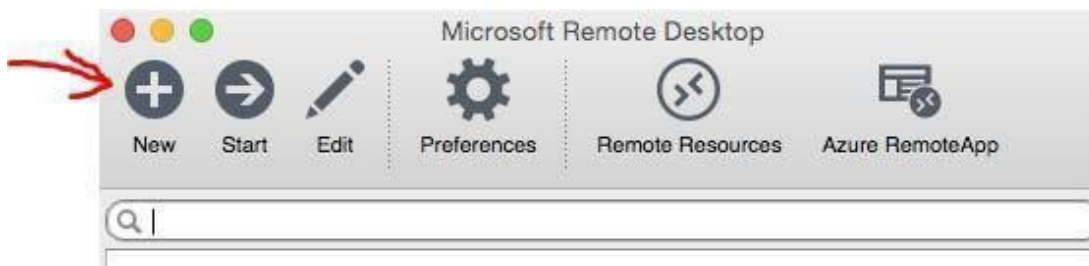 Microsoft Remote Desktop
New Start Edit Preferences Remote Resources Azure RemoteApp